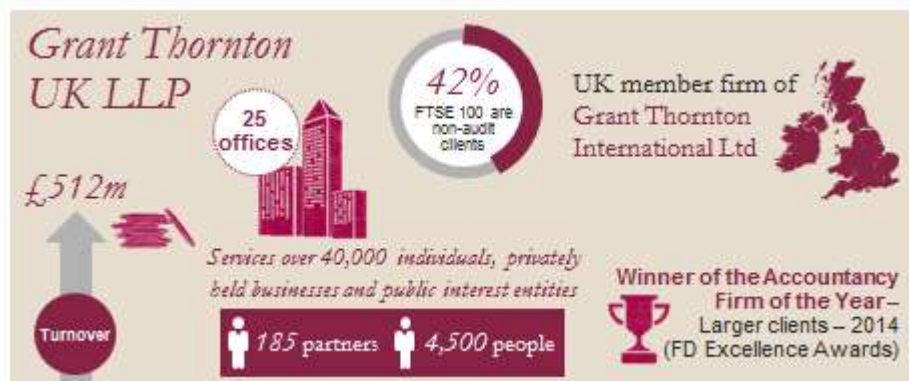 Grant Thornton
UK LLP
25
offices
42%
FTSE 100 are
non-audit
clients
UK member firm of
Grant Thornton
International Ltd
£512m
Turnover
Services over 40,000 individuals, privately
held businesses and public interest entities
185 partners
4,500 people
Winner of the Accountancy
Firm of the Year –
Larger clients – 2014
(FD Excellence Awards)